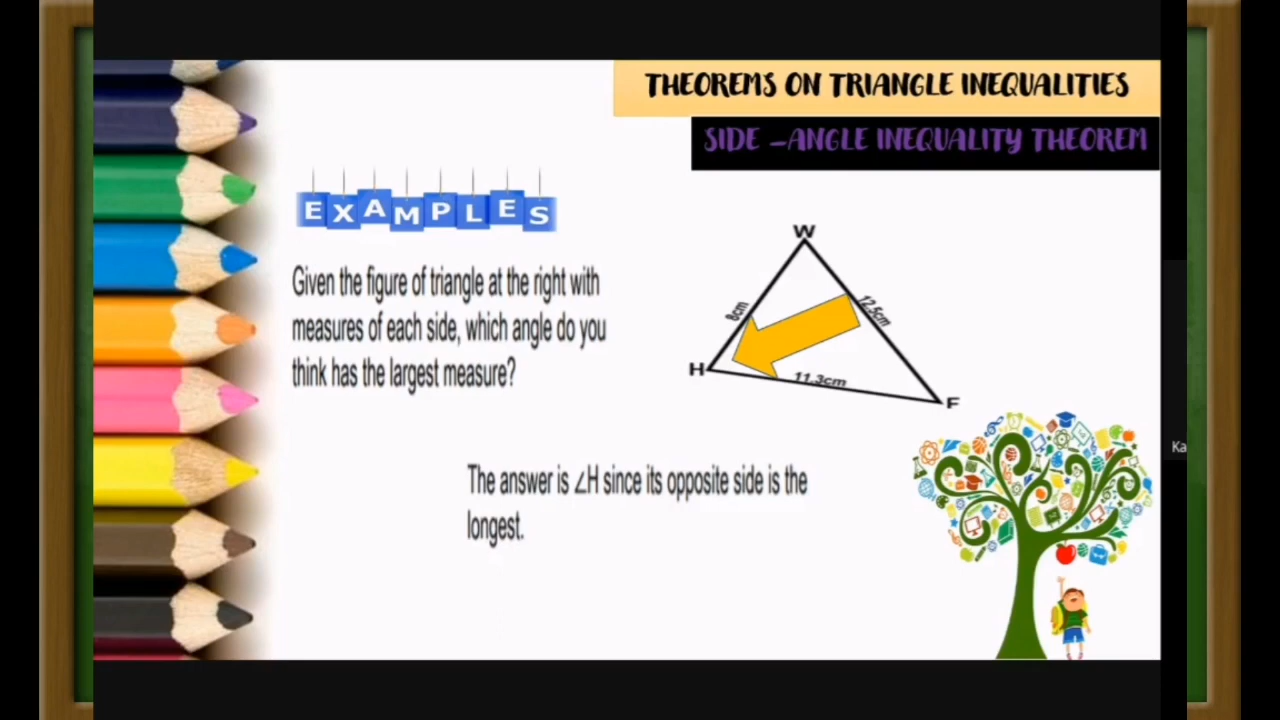 THEOREMS ON TRIANGLE INEQUALITIES
SIDE –ANGLE INEQUALITY THEOREM
EXAMPLES
Given the figure of triangle at the right with
measures of each side, which angle do you
think has the largest measure?
W
8cm
12.5cm
H
11.3cm
F
The answer is ∠H since its opposite side is the
longest.
Ka